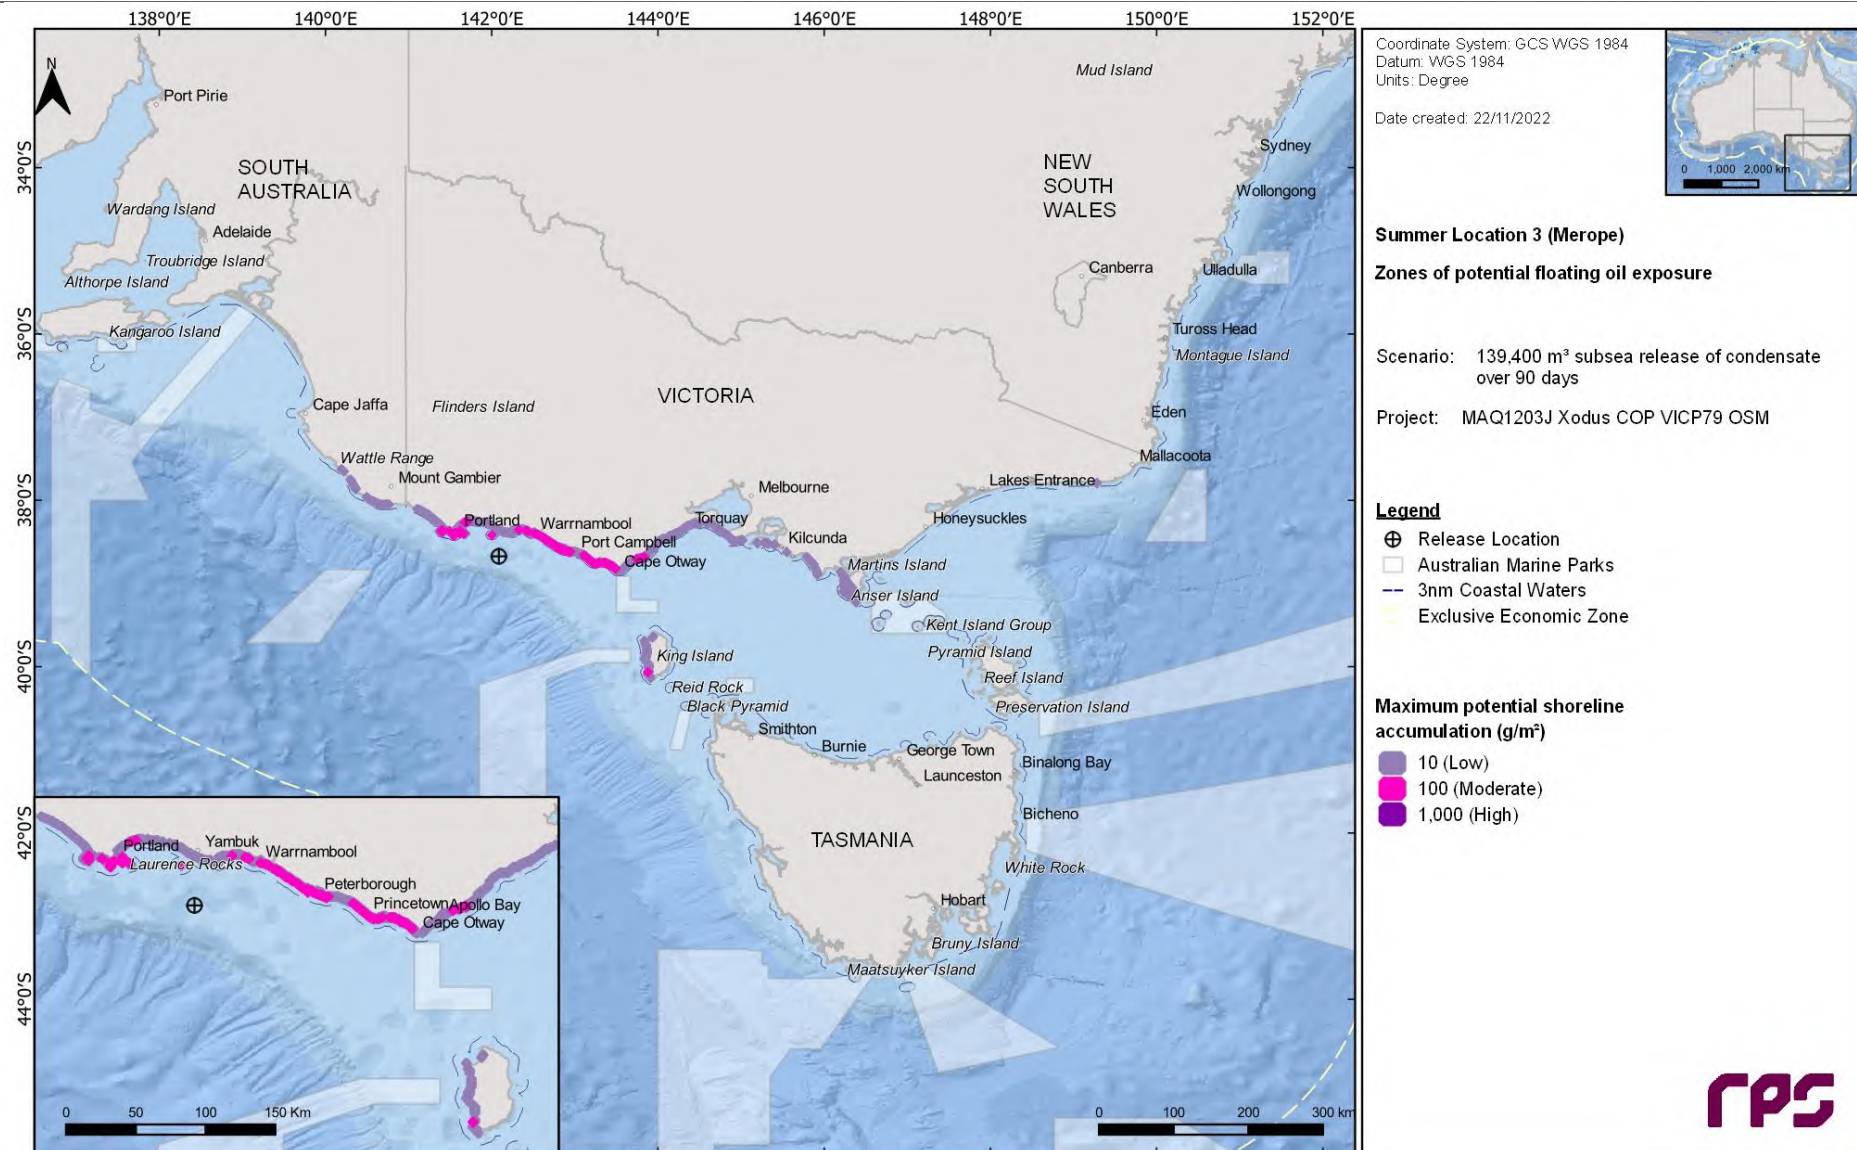 138°0'E 140°0'E 142°0'E 144°0'E 146°0'E 148°0'E 150°0'E 152°0'E
34°0'S
36°0'S
38°0'S
40°0'S
42°0'S
44°0'S
N
Port Pirie
Mud Island
SOUTH
AUSTRALIA
NEW
SOUTH
WALES
Sydney
Wollongong
Wardang Island
Adelaide
Troubridge Island
Althorpe Island
Canberra
Ulladulla
Kangaroo Island
Tuross Head
Montague Island
Cape Jaffa
Flinders Island
VICTORIA
Eden
Wattle Range
Mount Gambier
Mallacoota
Melbourne
Lakes Entrance
Portland
Warrnambool
Torquay
Honeysuckles
Port Campbell
Kilcunda
Cape Otway
Martins Island
Anser Island
Kent Island Group
King Island
Pyramid Island
Reid Rock
Reef Island
Black Pyramid
Preservation Island
Smithton
Burnie
George Town
Launceston
Binalong Bay
Bicheno
TASMANIA
White Rock
Hobart
Bruny Island
Maatsuyker Island
0 100 200 300 km
Portland
Yambuk
Laurence Rocks
Warrnambool
Peterborough
Princetown
Apollo Bay
Cape Otway
0 50 100 150 Km
Coordinate System: GCS WGS 1984
Datum: WGS 1984
Units: Degree
Date created: 22/11/2022
0 1,000 2,000 km
Summer Location 3 (Merope)
Zones of potential floating oil exposure
Scenario: 139,400 m³ subsea release of condensate
over 90 days
Project: MAQ1203J Xodus COP VICP79 OSM
Legend
Release Location
Australian Marine Parks
3nm Coastal Waters
Exclusive Economic Zone
Maximum potential shoreline
accumulation (g/m²)
10 (Low)
100 (Moderate)
1,000 (High)
rps